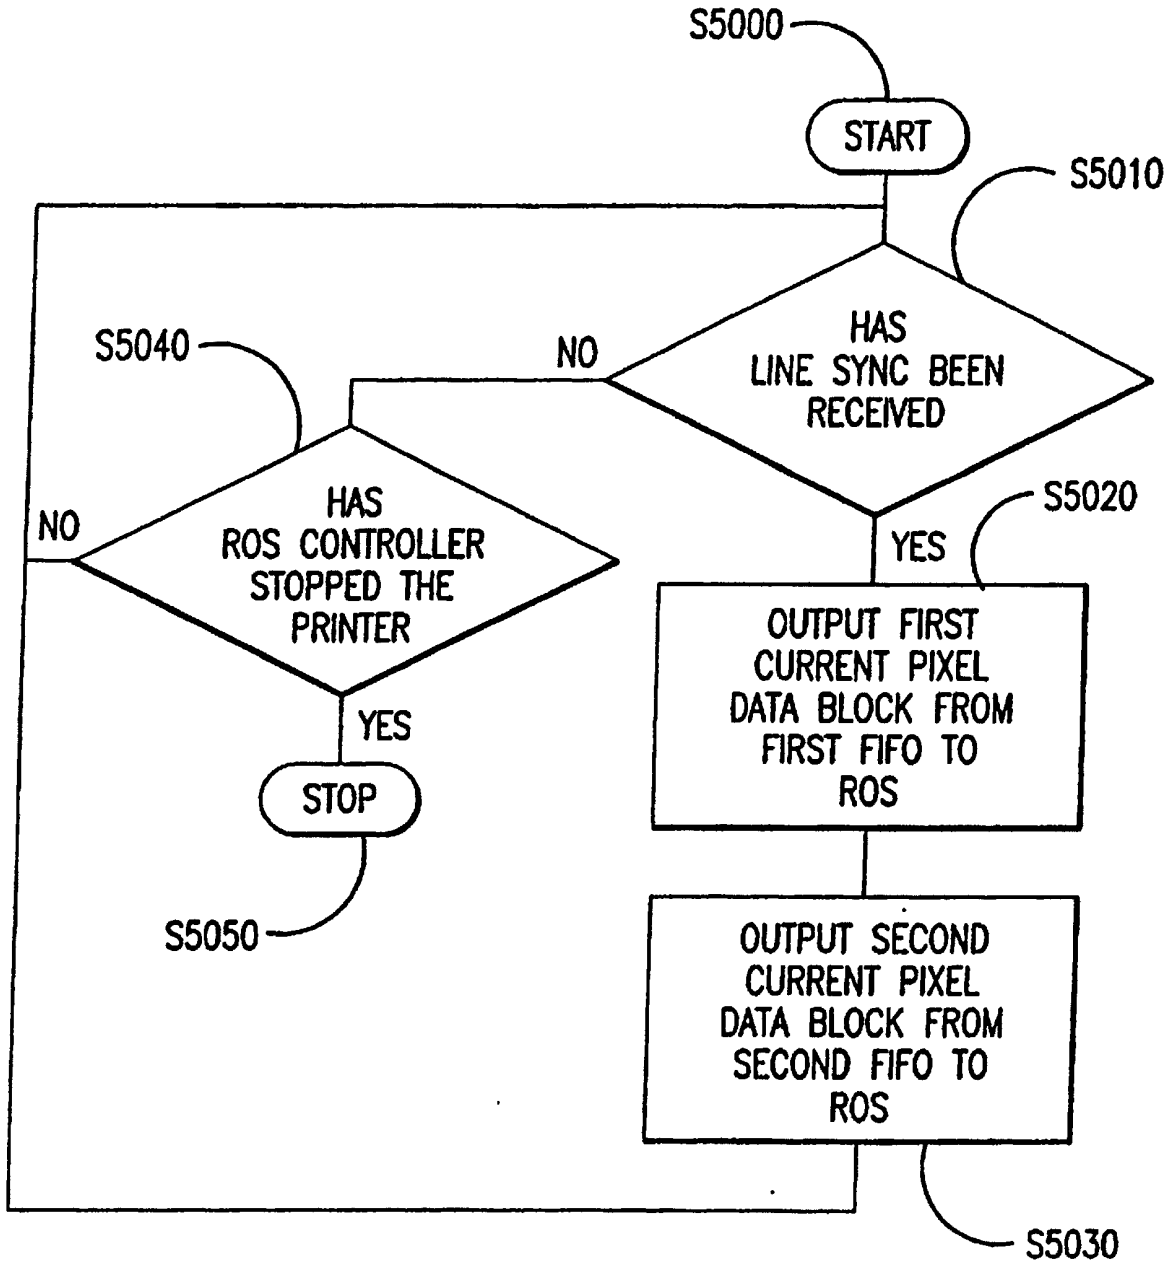 S5000
START
S5010
HAS
LINE SYNC BEEN
RECEIVED
NO
S5040
HAS
ROS CONTROLLER
STOPPED THE
PRINTER
NO
YES
STOP
S5050
YES
S5020
OUTPUT FIRST
CURRENT PIXEL
DATA BLOCK FROM
FIRST FIFO TO
ROS
OUTPUT SECOND
CURRENT PIXEL
DATA BLOCK FROM
SECOND FIFO TO
ROS
S5030